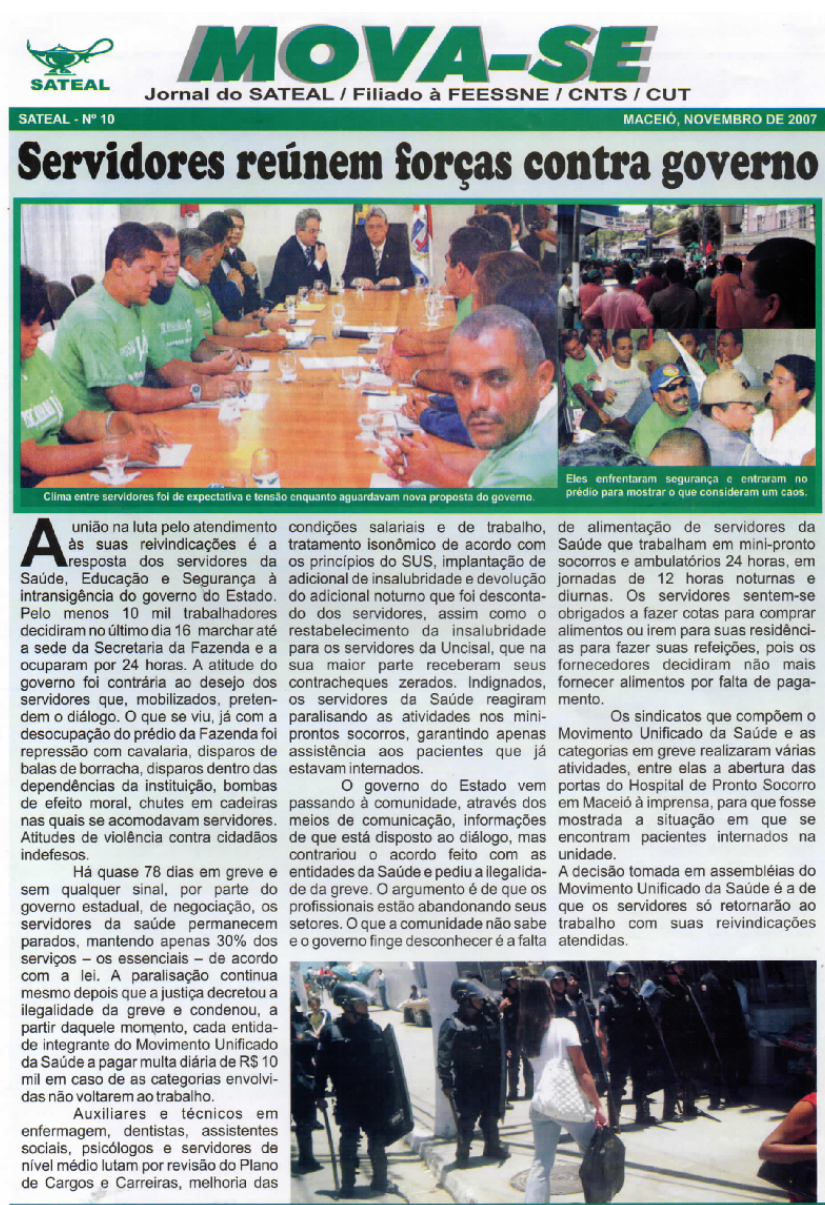 SATEAL
MOVA-SE
Jornal do SATEAL / Filiado à FEESSNE / CNTS / CUT
SATEAL - Nº 10
MACEIÓ, NOVEMBRO DE 2007
Servidores reúnem forças contra governo
Clima entre servidores foi de expectativa e tensão enquanto aguardavam nova proposta do governo.
Eles enfrentaram segurança e entraram no
prédio para mostrar o que consideram um caos.
A união na luta pelo atendimento
às suas reivindicações é a
resposta dos servidores da
Saúde, Educação e Segurança à
intransigência do governo do Estado.
Pelo menos 10 mil trabalhadores
decidiram no último dia 16 marchar até
a sede da Secretaria da Fazenda e a
ocuparam por 24 horas. A atitude do
governo foi contrária ao desejo dos
servidores que, mobilizados, preten-
dem o diálogo. O que se viu, já com a
desocupação do prédio da Fazenda foi
repressão com cavalaria, disparos de
balas de borracha, disparos dentro das
dependências da instituição, bombas
de efeito moral, chutes em cadeiras
nas quais se acomodavam servidores.
Atitudes de violência contra cidadãos
indefesos.
Há quase 78 dias em greve e
sem qualquer sinal, por parte do
governo estadual, de negociação, os
servidores da saúde permanecem
parados, mantendo apenas 30% dos
serviços – os essenciais – de acordo
com a lei. A paralisação continua
mesmo depois que a justiça decretou a
ilegalidade da greve e condenou, a
partir daquele momento, cada entida-
de integrante do Movimento Unificado
da Saúde a pagar multa diária de R$ 10
mil em caso de as categorias envolvi-
das não voltarem ao trabalho.
Auxiliares e técnicos em
enfermagem, dentistas, assistentes
sociais, psicólogos e servidores de
nível médio lutam por revisão do Plano
de Cargos e Carreiras, melhoria das
condições salariais e de trabalho,
tratamento isonômico de acordo com
os princípios do SUS, implantação de
adicional de insalubridade e devolução
do adicional noturno que foi desconta-
do dos servidores, assim como o
restabelecimento da insalubridade
para os servidores da Uncisal, que na
sua maior parte receberam seus
contracheques zerados. Indignados,
os servidores da Saúde reagiram
paralisando as atividades nos mini-
prontos socorros, garantindo apenas
assistência aos pacientes que já
estavam internados.
O governo do Estado vem
passando à comunidade, através dos
meios de comunicação, informações
de que está disposto ao diálogo, mas
contrariou o acordo feito com as
entidades da Saúde e pediu a ilegalida-
de da greve. O argumento é de que os
profissionais estão abandonando seus
setores. O que a comunidade não sabe
e o governo finge desconhecer é a falta
de alimentação de servidores da
Saúde que trabalham em mini-pronto
socorros e ambulatórios 24 horas, em
jornadas de 12 horas noturnas e
diurnas. Os servidores sentem-se
obrigados a fazer cotas para comprar
alimentos ou irem para suas residênci-
as para fazer suas refeições, pois os
fornecedores decidiram não mais
fornecer alimentos por falta de paga-
mento.
Os sindicatos que compõem o
Movimento Unificado da Saúde e as
categorias em greve realizaram várias
atividades, entre elas a abertura das
portas do Hospital de Pronto Socorro
em Maceió à imprensa, para que fosse
mostrada a situação em que se
encontram pacientes internados na
unidade.
A decisão tomada em assembléias do
Movimento Unificado da Saúde é a de
que os servidores só retornarão ao
trabalho com suas reivindicações
atendidas.